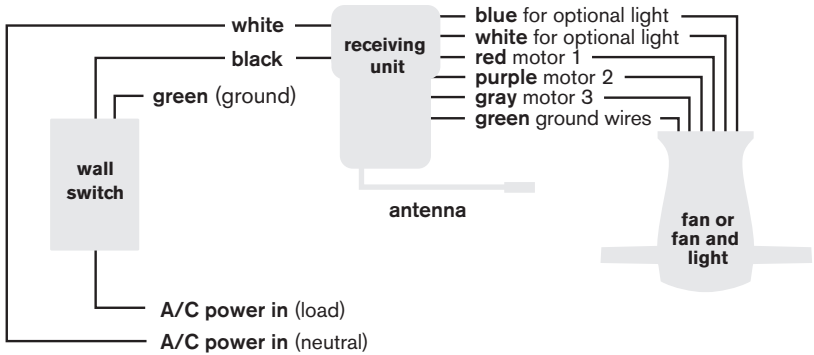 white
black
green (ground)
wall
switch
A/C power in (load)
A/C power in (neutral)
receiving
unit
antenna
blue for optional light
white for optional light
red motor 1
purple motor 2
gray motor 3
green ground wires
fan or
fan and
light